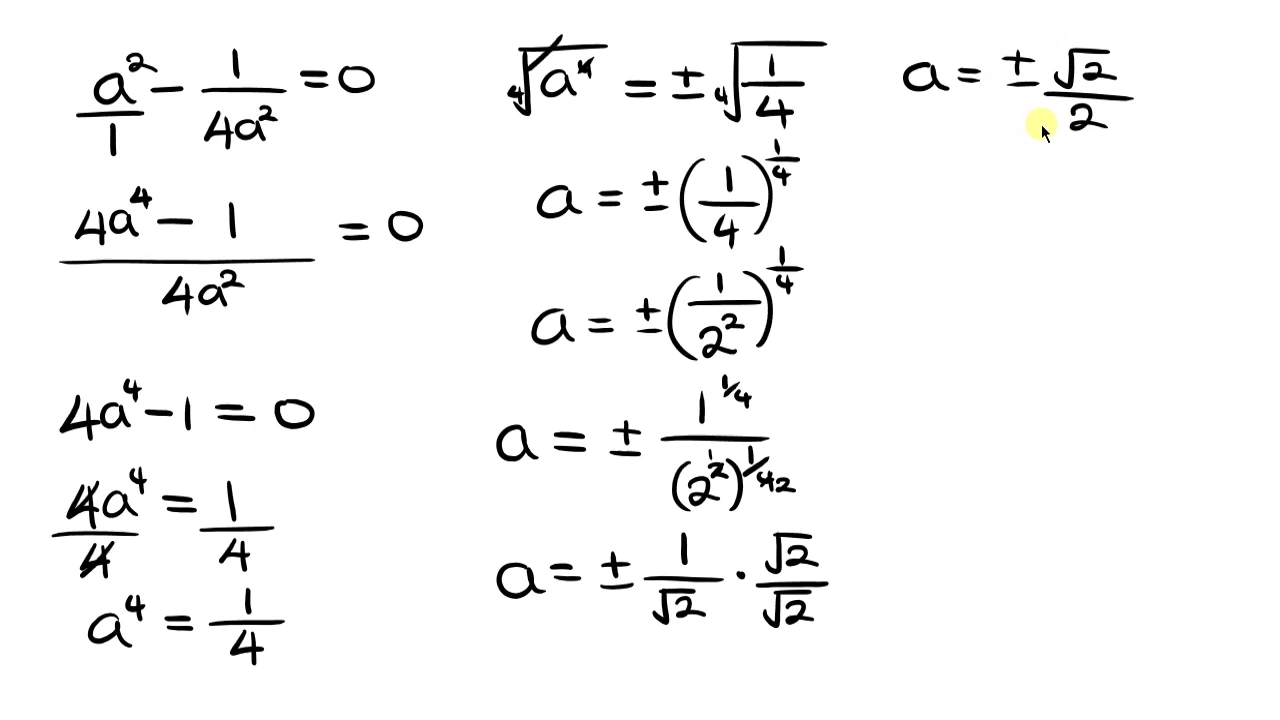 a²/1 − 1/4a² = 0
4a⁴ − 1 / 4a² = 0
4a⁴ − 1 = 0
4a⁴/4 = 1/4
a⁴ = 1/4
⁴√a⁴ = ± ⁴√(1/4)
a = ± (1/4)^(1/4)
a = ± (1/2²)^(1/4)
a = ± 1^(1/4) / (2²^1)^(1/4 2)
a = ± 1/√2 · √2/√2
a = ± √2/2